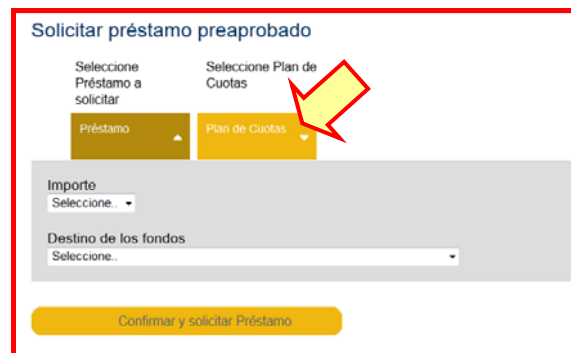 Solicitar préstamo preaprobado
Seleccione
Préstamo a
solicitar
Seleccione Plan de
Cuotas
Préstamo
Plan de Cuotas
Importe
Seleccione..
Destino de los fondos
Seleccione..
Confirmar y solicitar Préstamo